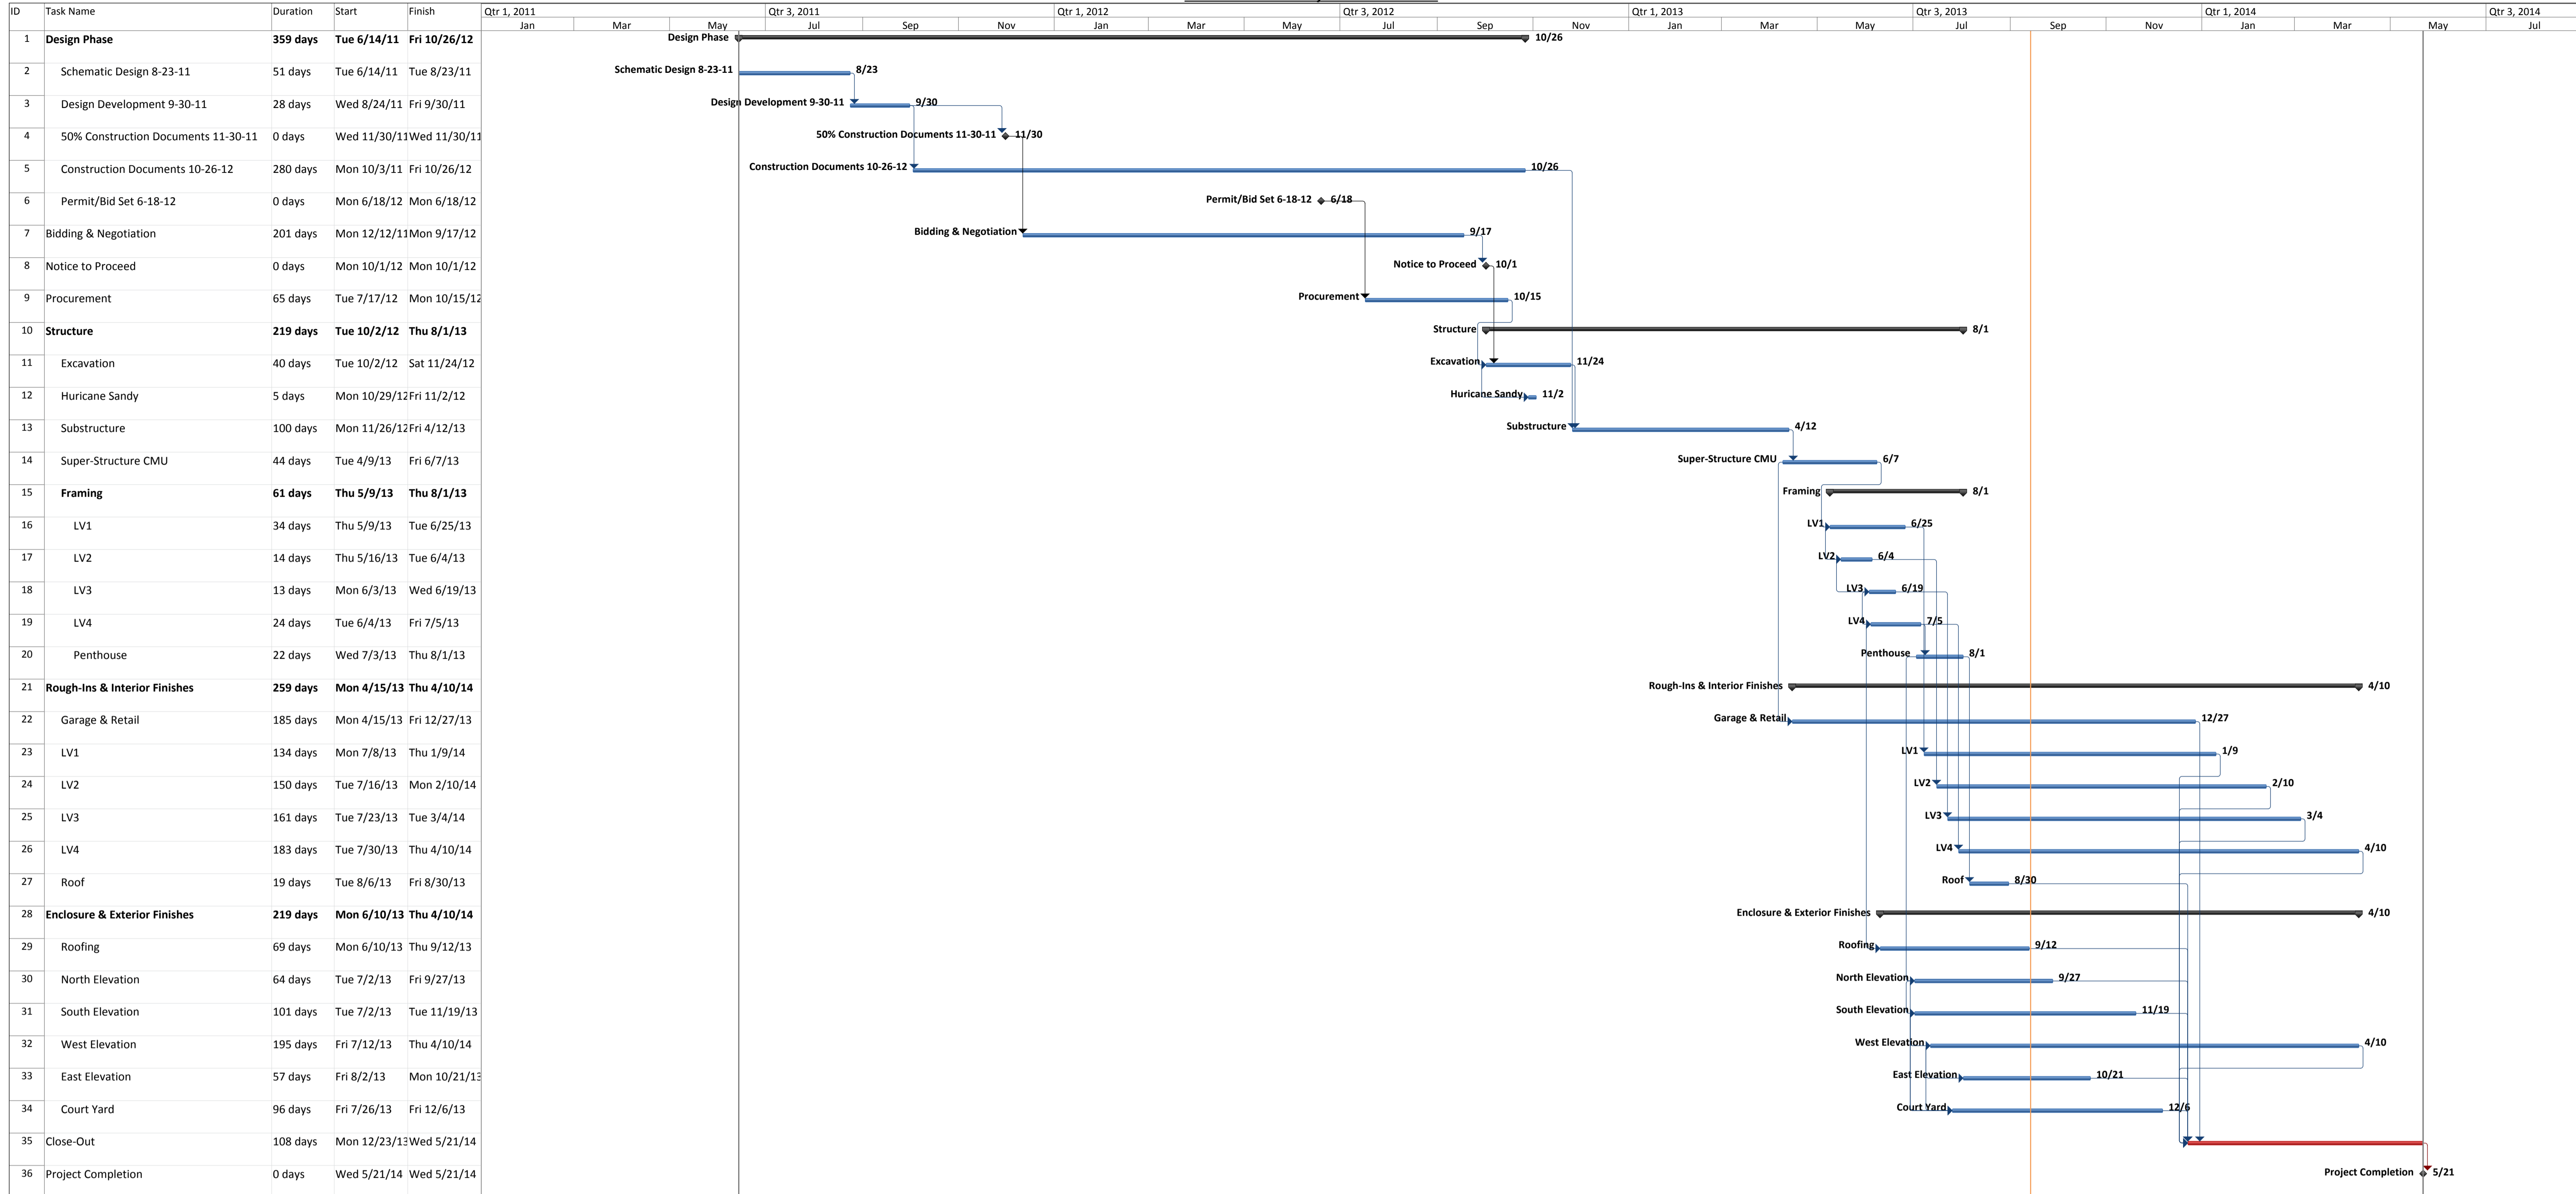 ID Task Name Duration Start Finish Qtr 1, 2011 Qtr 3, 2011 Qtr 1, 2012 Qtr 3, 2012 Qtr 1, 2013 Qtr 3, 2013 Qtr 1, 2014 Qtr 3, 2014
Jan Mar May Jul Sep Nov Jan Mar May Jul Sep Nov Jan Mar May Jul Sep Nov Jan Mar May Jul
1 Design Phase 359 days Tue 6/14/11 Fri 10/26/12 Design Phase 10/26
2 Schematic Design 8-23-11 51 days Tue 6/14/11 Tue 8/23/11 Schematic Design 8-23-11 8/23
3 Design Development 9-30-11 28 days Wed 8/24/11 Fri 9/30/11 Design Development 9-30-11 9/30
4 50% Construction Documents 11-30-11 0 days Wed 11/30/11 Wed 11/30/11 50% Construction Documents 11-30-11 11/30
5 Construction Documents 10-26-12 280 days Mon 10/3/11 Fri 10/26/12 Construction Documents 10-26-12 10/26
6 Permit/Bid Set 6-18-12 0 days Mon 6/18/12 Mon 6/18/12 Permit/Bid Set 6-18-12 6/18
7 Bidding & Negotiation 201 days Mon 12/12/11 Mon 9/17/12 Bidding & Negotiation 9/17
8 Notice to Proceed 0 days Mon 10/1/12 Mon 10/1/12 Notice to Proceed 10/1
9 Procurement 65 days Tue 7/17/12 Mon 10/15/12 Procurement 10/15
10 Structure 219 days Tue 10/2/12 Thu 8/1/13 Structure 8/1
11 Excavation 40 days Tue 10/2/12 Sat 11/24/12 Excavation 11/24
12 Huricane Sandy 5 days Mon 10/29/12 Fri 11/2/12 Huricane Sandy 11/2
13 Substructure 100 days Mon 11/26/12 Fri 4/12/13 Substructure 4/12
14 Super-Structure CMU 44 days Tue 4/9/13 Fri 6/7/13 Super-Structure CMU 6/7
15 Framing 61 days Thu 5/9/13 Thu 8/1/13 Framing 8/1
16 LV1 34 days Thu 5/9/13 Tue 6/25/13 LV1 6/25
17 LV2 14 days Thu 5/16/13 Tue 6/4/13 LV2 6/4
18 LV3 13 days Mon 6/3/13 Wed 6/19/13 LV3 6/19
19 LV4 24 days Tue 6/4/13 Fri 7/5/13 LV4 7/5
20 Penthouse 22 days Wed 7/3/13 Thu 8/1/13 Penthouse 8/1
21 Rough-Ins & Interior Finishes 259 days Mon 4/15/13 Thu 4/10/14 Rough-Ins & Interior Finishes 4/10
22 Garage & Retail 185 days Mon 4/15/13 Fri 12/27/13 Garage & Retail 12/27
23 LV1 134 days Mon 7/8/13 Thu 1/9/14 LV1 1/9
24 LV2 150 days Tue 7/16/13 Mon 2/10/14 LV2 2/10
25 LV3 161 days Tue 7/23/13 Tue 3/4/14 LV3 3/4
26 LV4 183 days Tue 7/30/13 Thu 4/10/14 LV4 4/10
27 Roof 19 days Tue 8/6/13 Fri 8/30/13 Roof 8/30
28 Enclosure & Exterior Finishes 219 days Mon 6/10/13 Thu 4/10/14 Enclosure & Exterior Finishes 4/10
29 Roofing 69 days Mon 6/10/13 Thu 9/12/13 Roofing 9/12
30 North Elevation 64 days Tue 7/2/13 Fri 9/27/13 North Elevation 9/27
31 South Elevation 101 days Tue 7/2/13 Tue 11/19/13 South Elevation 11/19
32 West Elevation 195 days Fri 7/12/13 Thu 4/10/14 West Elevation 4/10
33 East Elevation 57 days Fri 8/2/13 Mon 10/21/13 East Elevation 10/21
34 Court Yard 96 days Fri 7/26/13 Fri 12/6/13 Court Yard 12/6
35 Close-Out 108 days Mon 12/23/13 Wed 5/21/14
36 Project Completion 0 days Wed 5/21/14 Wed 5/21/14 Project Completion 5/21